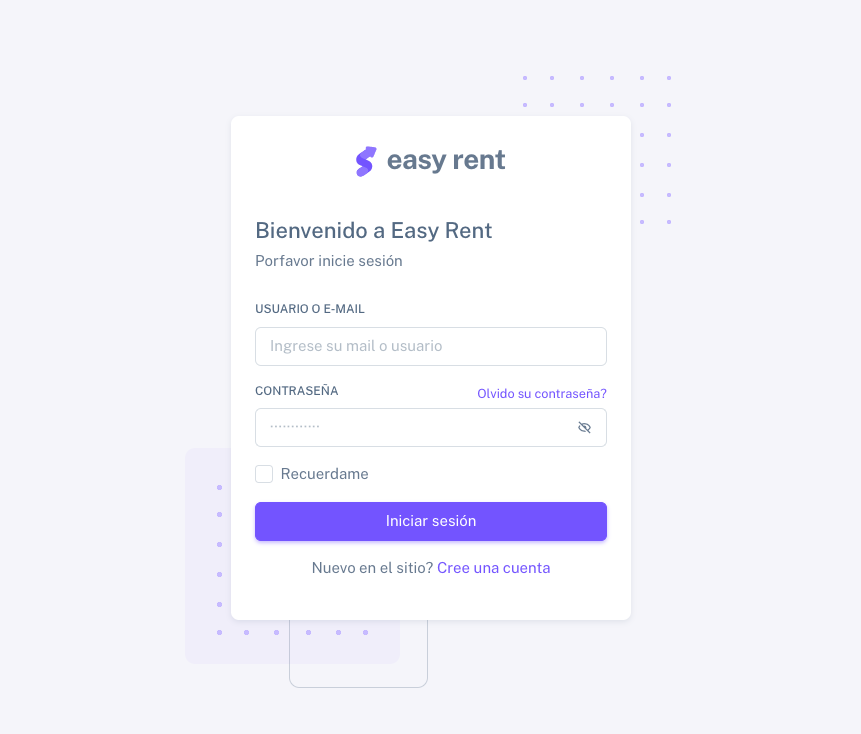 easy rent
Bienvenido a Easy Rent
Porfavor inicie sesión
USUARIO O E-MAIL
Ingrese su mail o usuario
CONTRASEÑA
Olvido su contraseña?
············
Recuerdame
Iniciar sesión
Nuevo en el sitio? Cree una cuenta